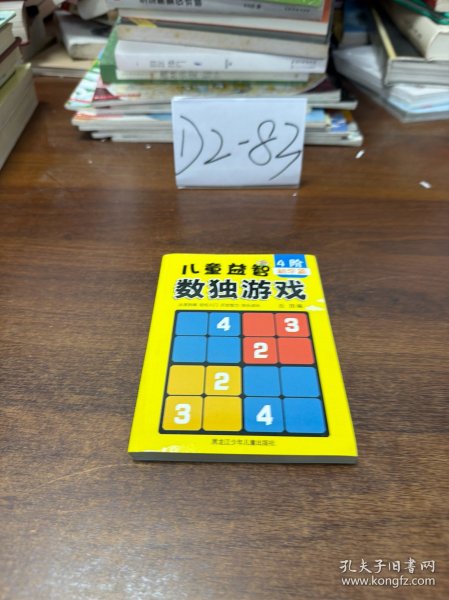 D2-83
儿童益智
4阶
数独游戏
4 3
2
2
3 4
黑龙江少年儿童出版社
孔夫子旧书网
www.kongfz.com